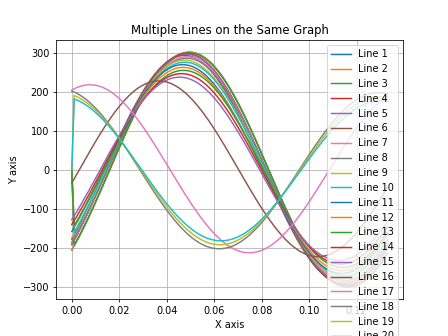 Multiple Lines on the Same Graph
Y axis
300
200
100
0
−100
−200
−300
0.00
0.02
0.04
0.06
0.08
0.10
X axis
Line 1
Line 2
Line 3
Line 4
Line 5
Line 6
Line 7
Line 8
Line 9
Line 10
Line 11
Line 12
Line 13
Line 14
Line 15
Line 16
Line 17
Line 18
Line 19
Line 20